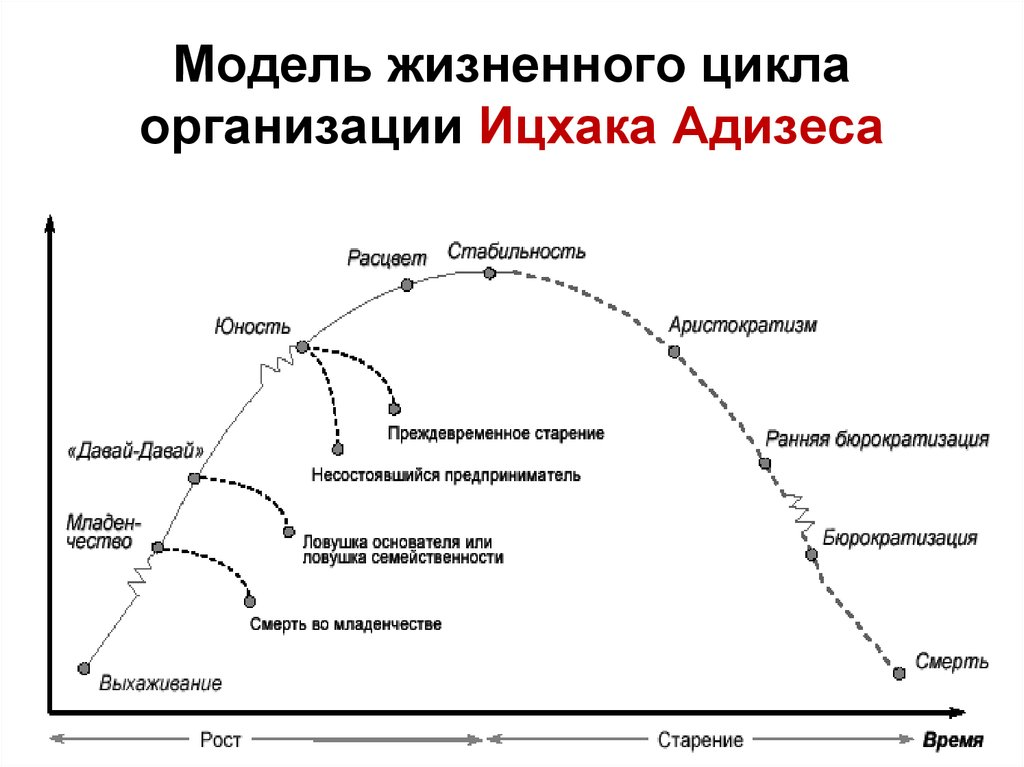 Модель жизненного цикла
организации Ицхака Адизеса
Расцвет
Стабильность
Юность
Аристократизм
Преждевременное старение
«Давай-Давай»
Ранняя бюрократизация
Несостоявшийся предприниматель
Младен-
чество
Ловушка основателя или
ловушка семейственности
Бюрократизация
Смерть во младенчестве
Смерть
Выхаживание
Рост
Старение
Время